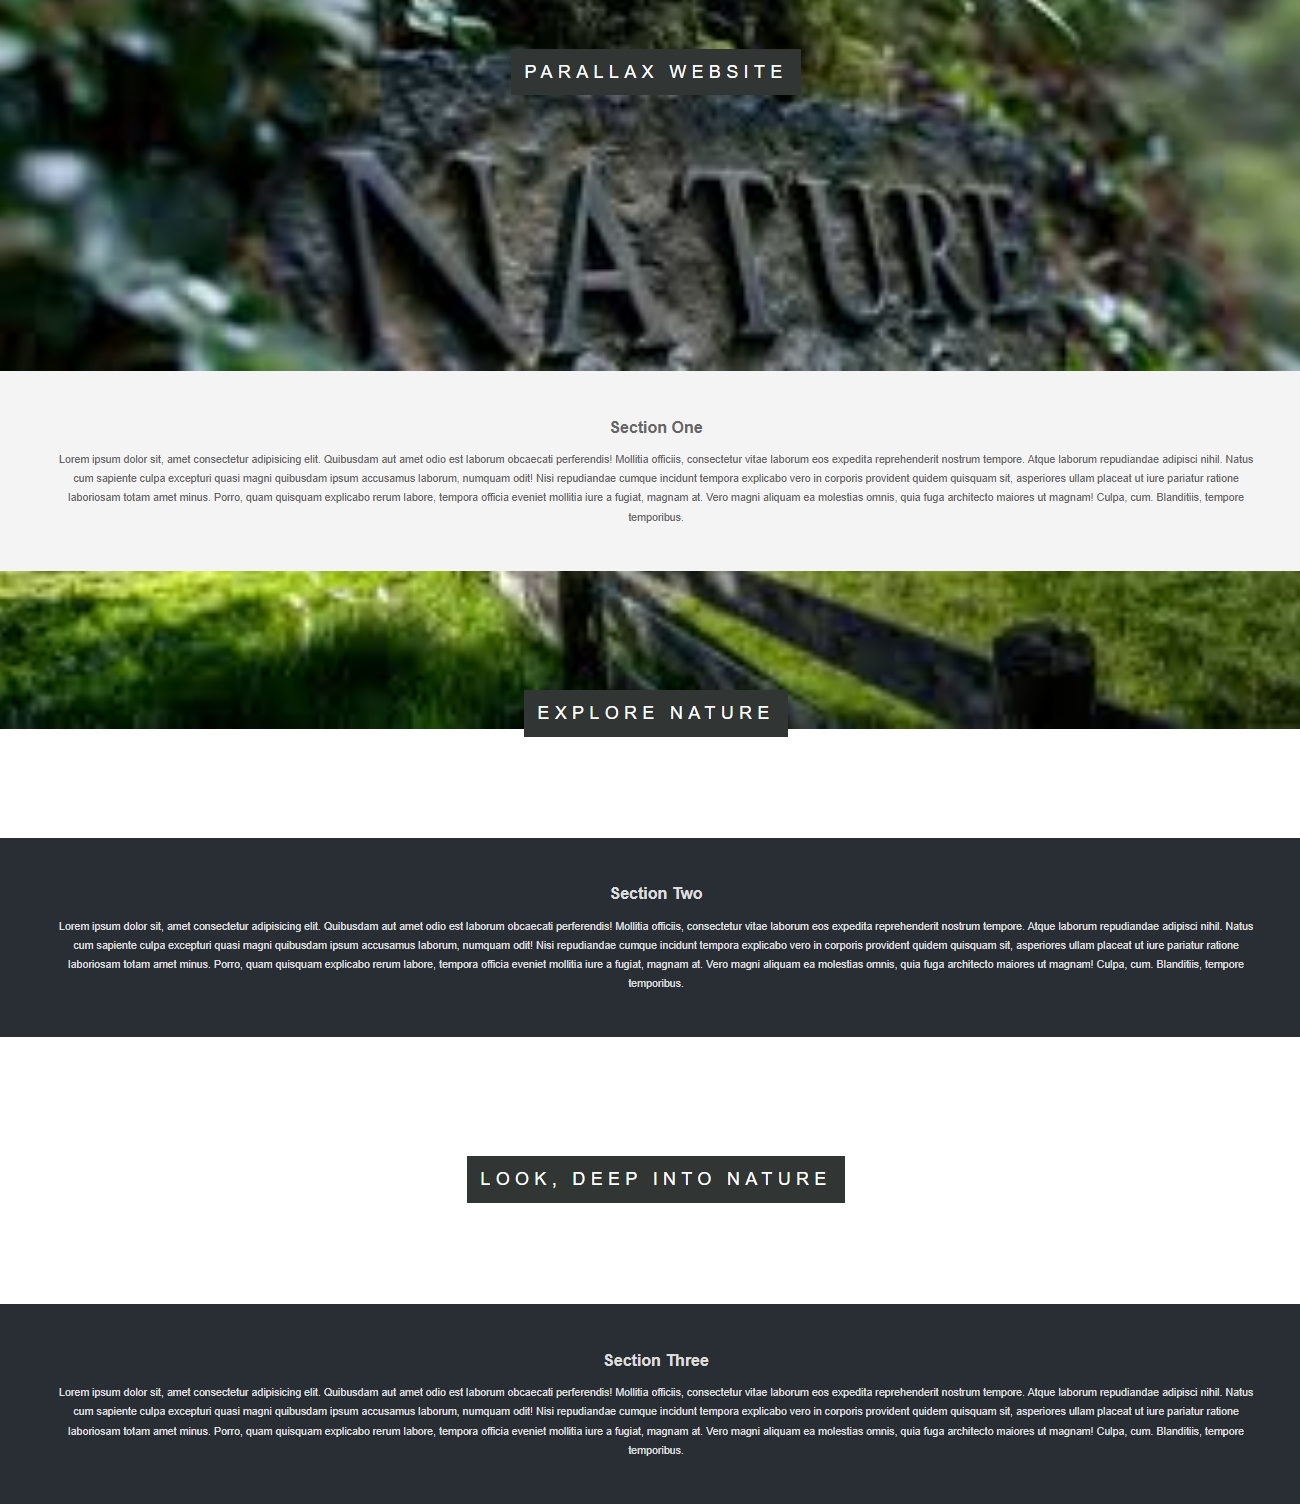 PARALLAX WEBSITE
NATURE
Section One
Lorem ipsum dolor sit, amet consectetur adipisicing elit. Quibusdam aut amet odio est laborum obcaecati perferendis! Mollitia officiis, consectetur vitae laborum eos expedita reprehenderit nostrum tempore. Atque laborum repudiandae adipisci nihil. Natus
cum sapiente culpa excepturi quasi magni quibusdam ipsum accusamus laborum, numquam odit! Nisi repudiandae cumque incidunt tempora explicabo vero in corporis provident quidem quisquam sit, asperiores ullam placeat ut iure pariatur ratione
laboriosam totam amet minus. Porro, quam quisquam explicabo rerum labore, tempora officia eveniet mollitia iure a fugiat, magnam at. Vero magni aliquam ea molestias omnis, quia fuga architecto maiores ut magnam! Culpa, cum. Blanditiis, tempore
temporibus.
EXPLORE NATURE
Section Two
Lorem ipsum dolor sit, amet consectetur adipisicing elit. Quibusdam aut amet odio est laborum obcaecati perferendis! Mollitia officiis, consectetur vitae laborum eos expedita reprehenderit nostrum tempore. Atque laborum repudiandae adipisci nihil. Natus
cum sapiente culpa excepturi quasi magni quibusdam ipsum accusamus laborum, numquam odit! Nisi repudiandae cumque incidunt tempora explicabo vero in corporis provident quidem quisquam sit, asperiores ullam placeat ut iure pariatur ratione
laboriosam totam amet minus. Porro, quam quisquam explicabo rerum labore, tempora officia eveniet mollitia iure a fugiat, magnam at. Vero magni aliquam ea molestias omnis, quia fuga architecto maiores ut magnam! Culpa, cum. Blanditiis, tempore
temporibus.
LOOK, DEEP INTO NATURE
Section Three
Lorem ipsum dolor sit, amet consectetur adipisicing elit. Quibusdam aut amet odio est laborum obcaecati perferendis! Mollitia officiis, consectetur vitae laborum eos expedita reprehenderit nostrum tempore. Atque laborum repudiandae adipisci nihil. Natus
cum sapiente culpa excepturi quasi magni quibusdam ipsum accusamus laborum, numquam odit! Nisi repudiandae cumque incidunt tempora explicabo vero in corporis provident quidem quisquam sit, asperiores ullam placeat ut iure pariatur ratione
laboriosam totam amet minus. Porro, quam quisquam explicabo rerum labore, tempora officia eveniet mollitia iure a fugiat, magnam at. Vero magni aliquam ea molestias omnis, quia fuga architecto maiores ut magnam! Culpa, cum. Blanditiis, tempore
temporibus.